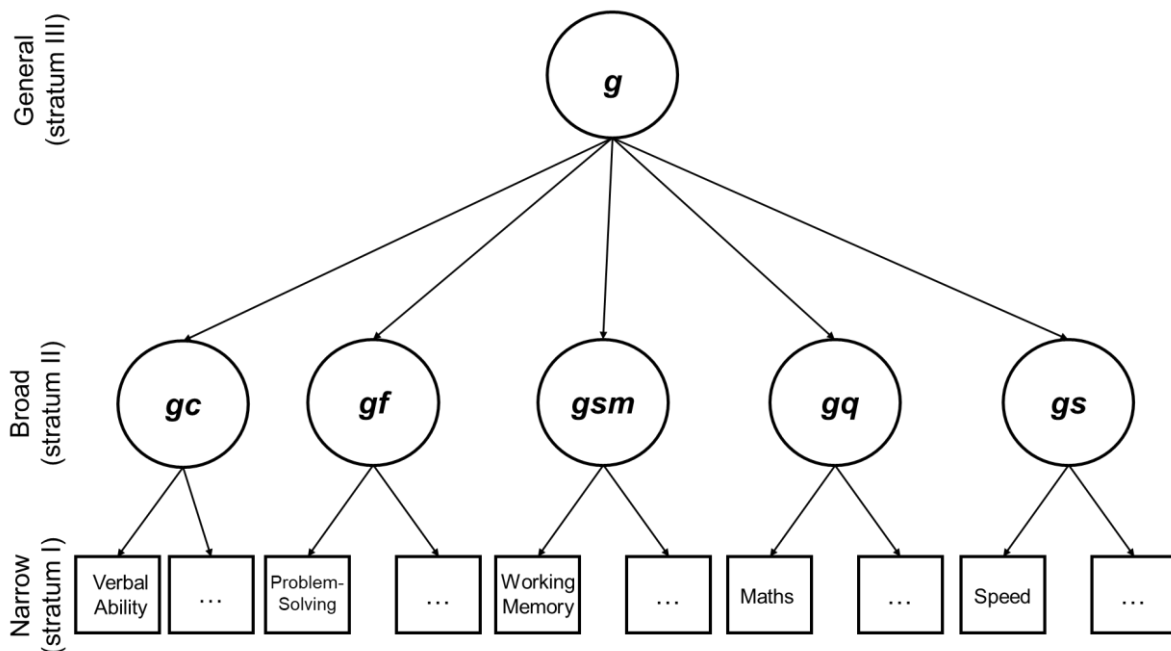 General
(stratum III)
g
Broad
(stratum II)
gc
gf
gsm
gq
gs
Narrow
(stratum I)
Verbal
Ability
...
Problem-
Solving
...
Working
Memory
...
Maths
...
Speed
...